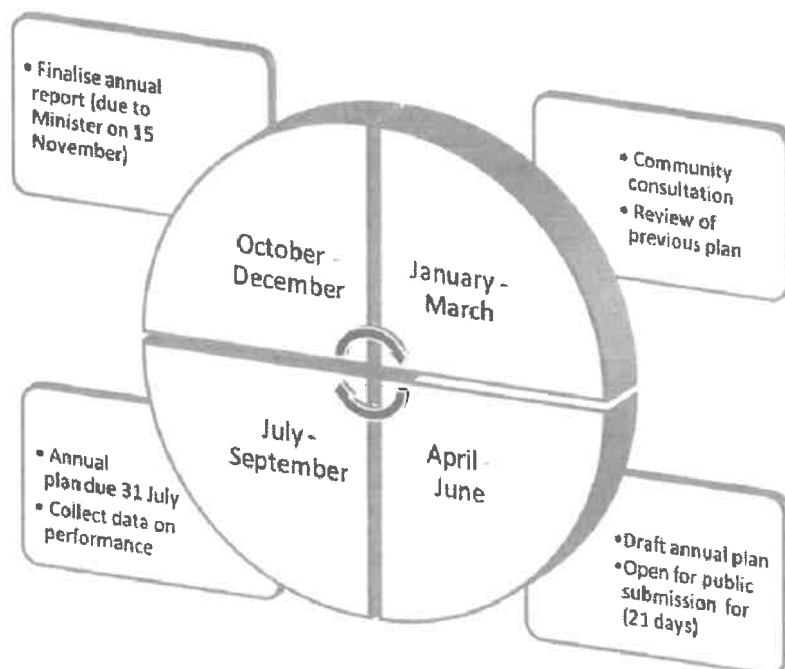 • Finalise annual
report (due to
Minister on 15
November)
• Community
consultation
• Review of
previous plan
October -
December
January -
March
July -
September
April -
June
• Annual
plan due 31 July
• Collect data on
performance
•Draft annual plan
•Open for public
submission for
(21 days)